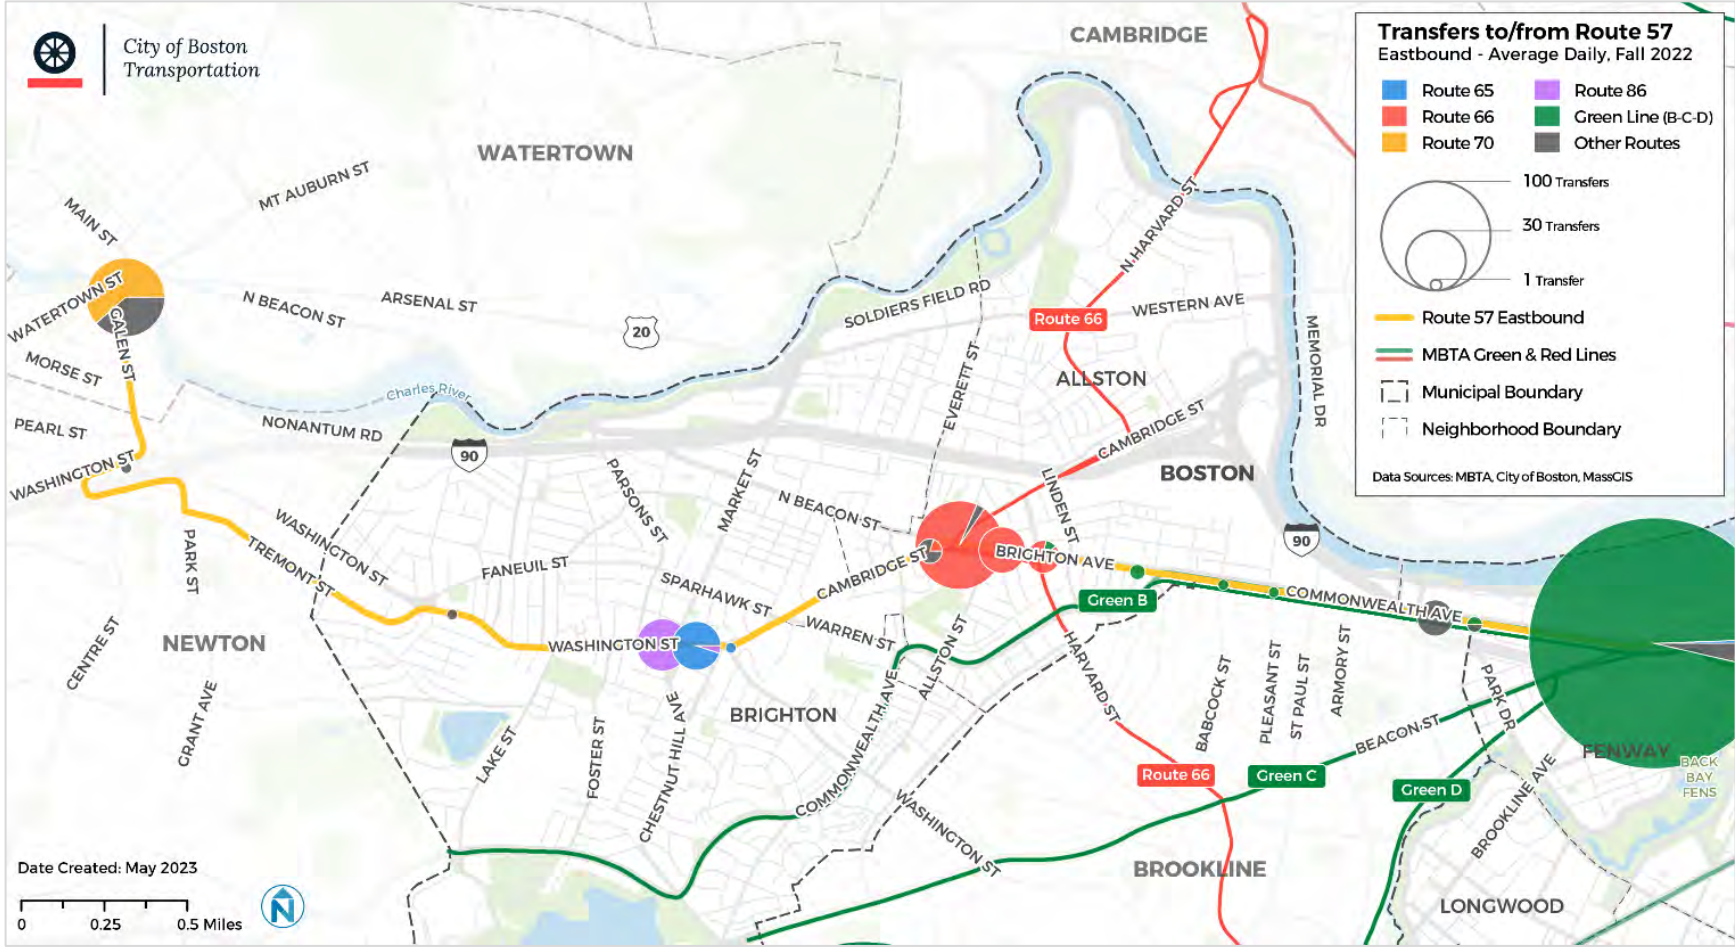 City of Boston
Transportation
CAMBRIDGE
Transfers to/from Route 57
Eastbound - Average Daily, Fall 2022
Route 65
Route 86
Route 66
Green Line (B-C-D)
Route 70
Other Routes
100 Transfers
30 Transfers
1 Transfer
Route 57 Eastbound
MBTA Green & Red Lines
Municipal Boundary
Neighborhood Boundary
Data Sources: MBTA, City of Boston, MassGIS
WATERTOWN
MT AUBURN ST
MAIN ST
WATERTOWN ST
GALEN ST
N BEACON ST
ARSENAL ST
20
MORSE ST
Charles River
PEARL ST
NONANTUM RD
90
WASHINGTON ST
SOLDIERS FIELD RD
N HARVARD ST
WESTERN AVE
Route 66
MEMORIAL DR
ALLSTON
EVERETT ST
CAMBRIDGE ST
BOSTON
LINDEN ST
90
PARSONS ST
MARKET ST
N BEACON ST
WASHINGTON ST
TREMONT ST
PARK ST
FANEUIL ST
SPARHAWK ST
CAMBRIDGE ST
BRIGHTON AVE
COMMONWEALTH AVE
Green B
WARREN ST
WASHINGTON ST
NEWTON
CENTRE ST
GRANT AVE
LAKE ST
FOSTER ST
CHESTNUT HILL AVE
BRIGHTON
COMMONWEALTH AVE
ALLSTON ST
HARVARD ST
BABCOCK ST
PLEASANT ST
ST PAUL ST
ARMORY ST
PARK DR
BEACON ST
FENWAY
BACK
BAY
FENS
Route 66
Green C
Green D
BROOKLINE AVE
WASHINGTON ST
BROOKLINE
LONGWOOD
Date Created: May 2023
0 0.25 0.5 Miles
N